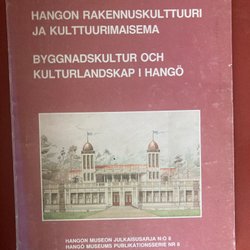 HANGON RAKENNUSKULTTUURI
JA KULTTUURIMAISEMA
BYGGNADSKULTUR OCH
KULTURLANDSKAP I HANGÖ
HANGON MUSEON JULKAISUSARJA N:O 8
HANGÖ MUSEUMS PUBLIKATIONSSERIE NR 8